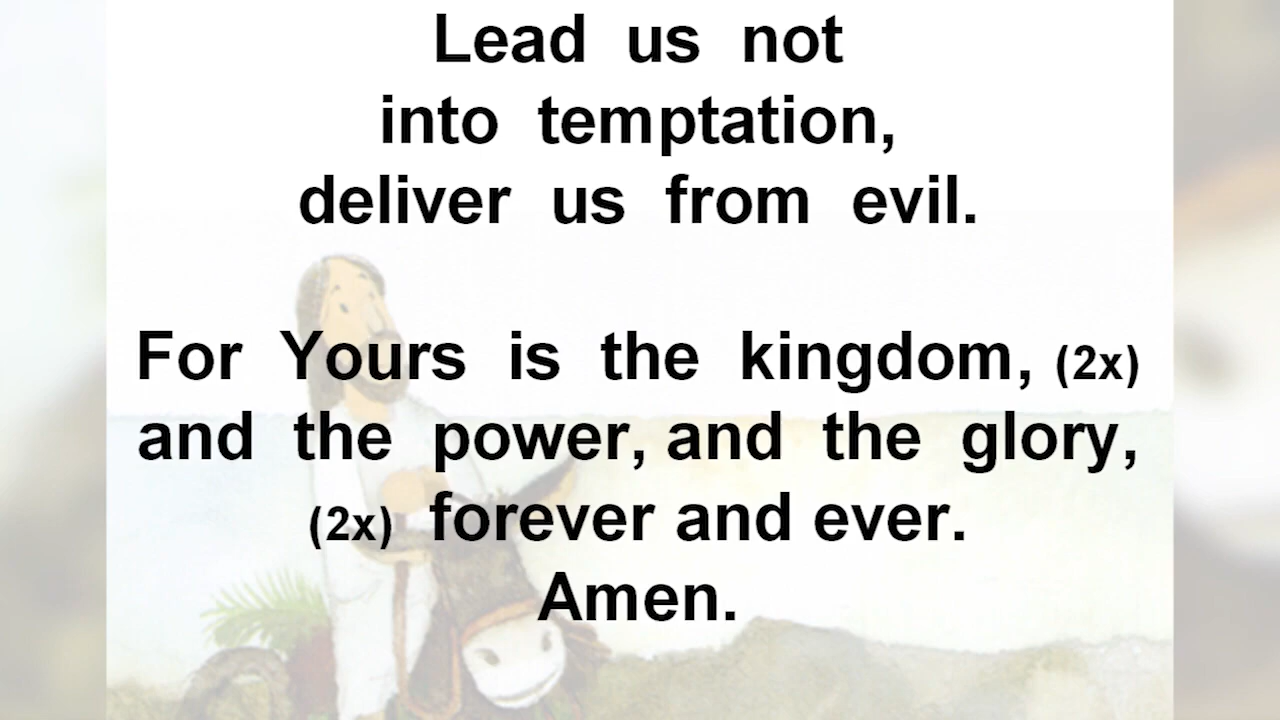 Lead us not
into temptation,
deliver us from evil.
For Yours is the kingdom, (2x)
and the power, and the glory,
(2x) forever and ever.
Amen.